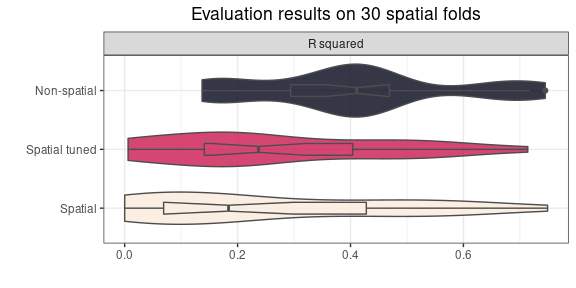 Evaluation results on 30 spatial folds
R squared
Non-spatial
Spatial tuned
Spatial
0.0 0.2 0.4 0.6